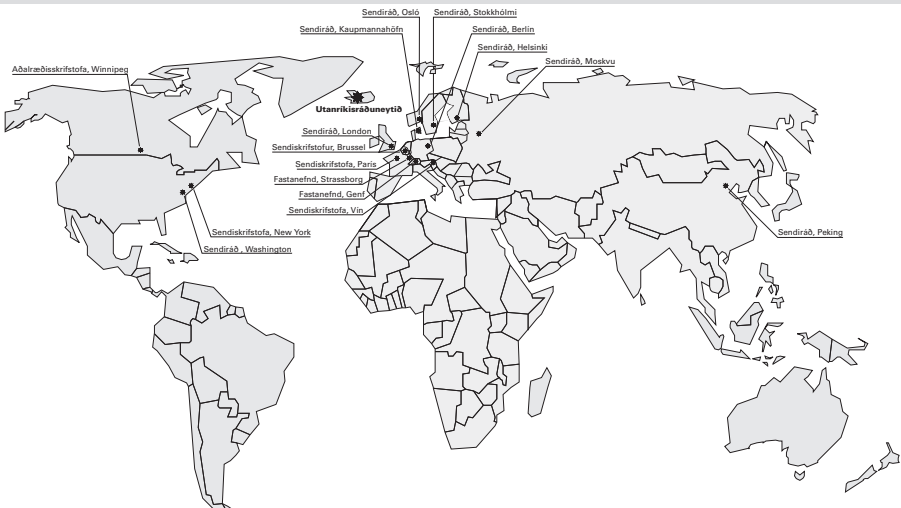 Sendiráð, Osló
Sendiráð, Stokkhólmi
Sendiráð, Kaupmannahöfn
Sendiráð, Berlín
Sendiráð, Helsinki
Sendiráð, Moskvu
Aðalræðisskrifstofa, Winnipeg
Utanríkisráðuneytið
Sendiráð, London
Sendiskrifstofur, Brussel
Sendiskrifstofa, Paris
Fastanefnd, Strassborg
Fastanefnd, Genf
Sendiskrifstofa, Vín
Sendiskrifstofa, New York
Sendiráð , Washington
Sendiráð, Peking